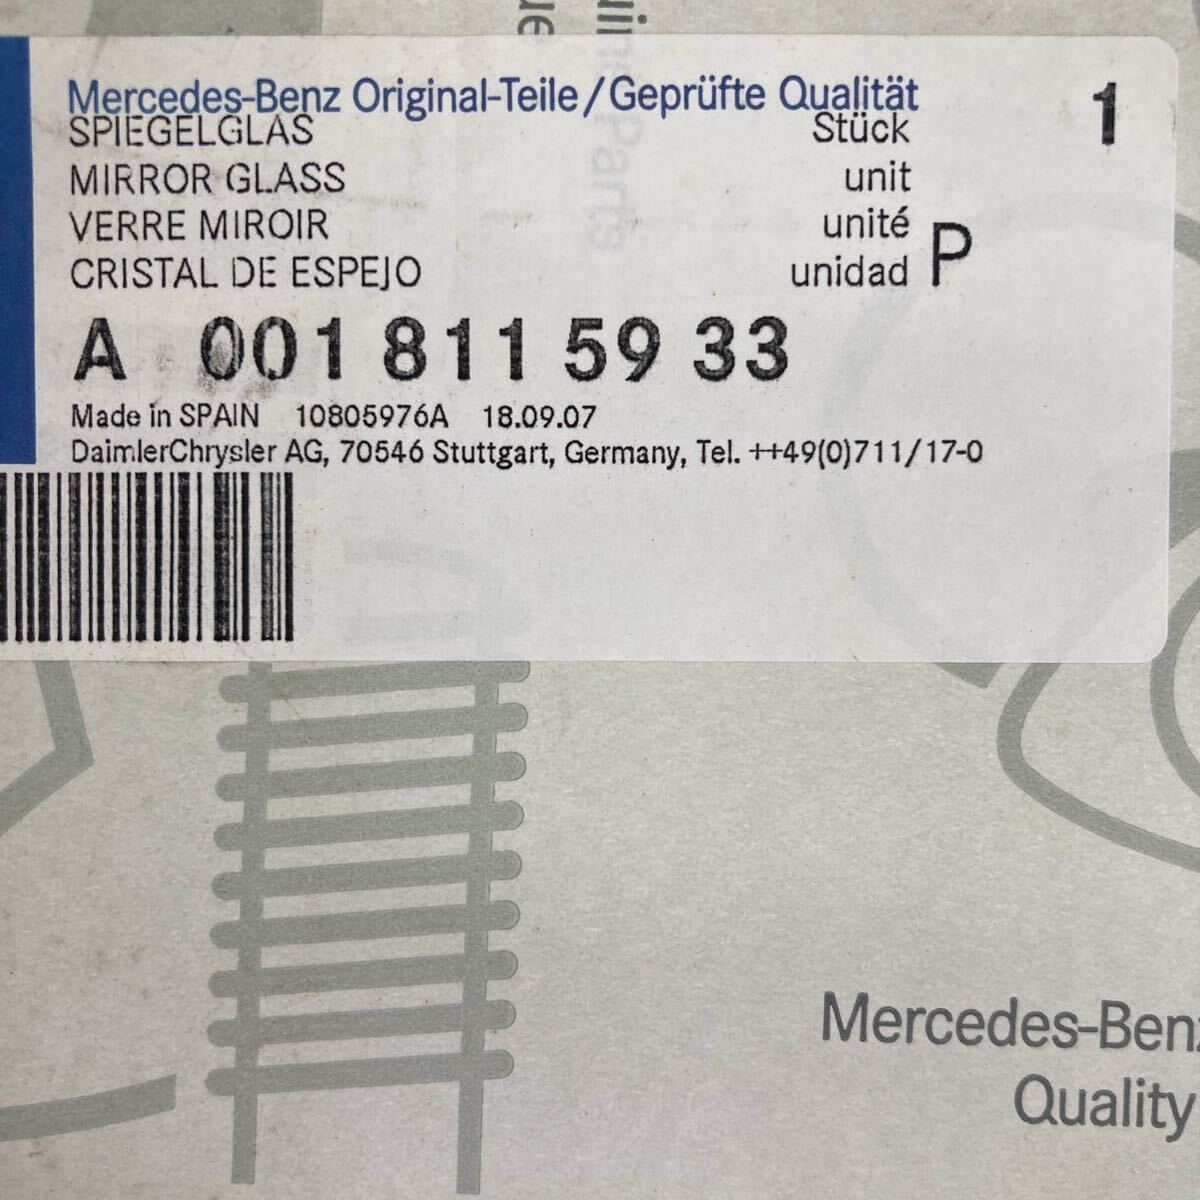 Mercedes-Benz Original-Teile/Geprüfte Qualität 1
SPIEGELGLAS Stück
MIRROR GLASS unit
VERRE MIROIR unité
CRISTAL DE ESPEJO unidad P
A 001 811 59 33
Made in SPAIN 10805976A 18.09.07
DaimlerChrysler AG, 70546 Stuttgart, Germany, Tel. ++49(0)711/17-0
Parts
Mercedes-Benz
Quality